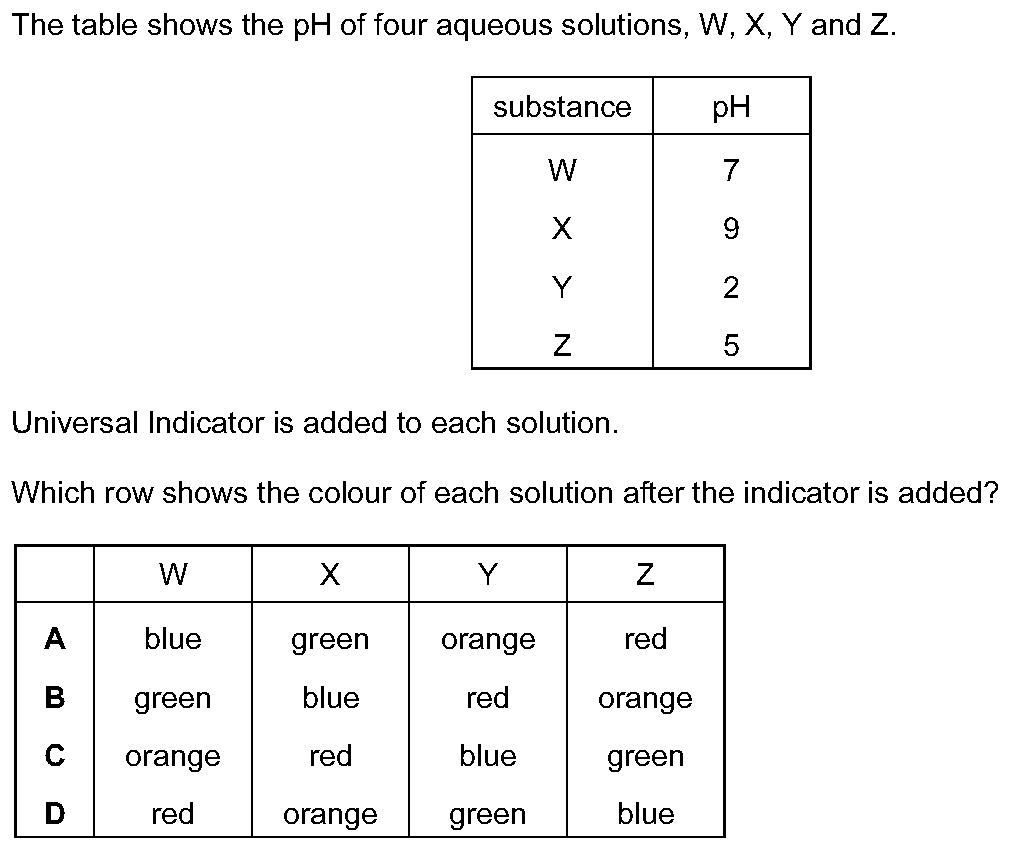 The table shows the pH of four aqueous solutions, W, X, Y and Z.
substance pH
W 7
X 9
Y 2
Z 5
Universal Indicator is added to each solution.
Which row shows the colour of each solution after the indicator is added?
W X Y Z
A blue green orange red
B green blue red orange
C orange red blue green
D red orange green blue